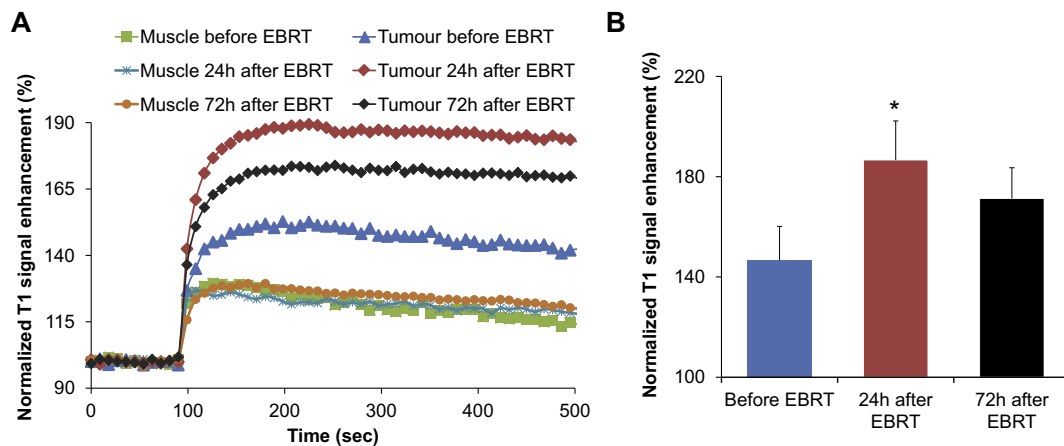 A
Muscle before EBRT
Tumour before EBRT
Muscle 24h after EBRT
Tumour 24h after EBRT
Muscle 72h after EBRT
Tumour 72h after EBRT
Normalized T1 signal enhancement (%)
190
165
140
115
90
0
100
200
300
400
500
Time (sec)
B
Normalized T1 signal enhancement (%)
220
180
140
100
*
Before EBRT
24h after
EBRT
72h after
EBRT